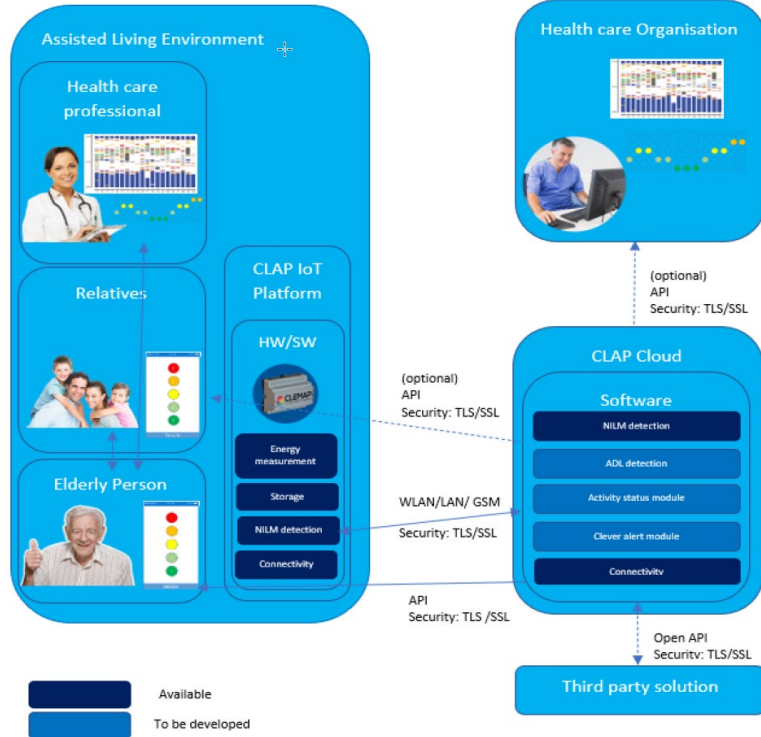 Assisted Living Environment
Health care
professional
Relatives
Elderly Person
CLAP IoT
Platform
HW/SW
CLEMAP
Energy
measurement
Storage
NILM detection
Connectivity
(optional)
API
Security: TLS/SSL
WLAN/LAN/ GSM
Security: TLS/SSL
API
Security: TLS /SSL
Health care Organisation
(optional)
API
Security: TLS/SSL
CLAP Cloud
Software
NILM detection
ADL detection
Activity status module
Clever alert module
Connectivity
Open API
Security: TLS/SSL
Third party solution
Available
To be developed